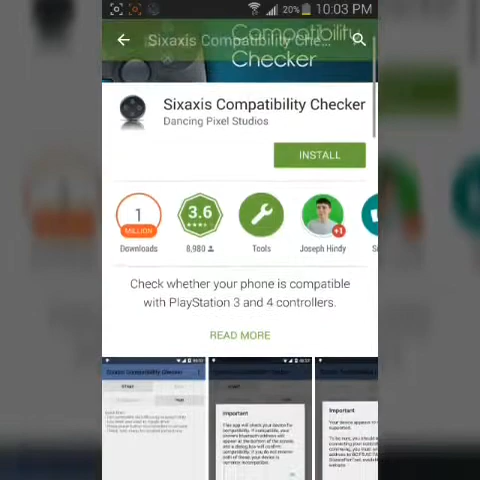 20% 10:03 PM
Compatibility
Sixaxis Compatibility Che...
Checker
Sixaxis Compatibility Checker
Dancing Pixel Studios
INSTALL
1
MILLION
3.6
+1
Downloads
8,980
Tools
Joseph Hindy
Check whether your phone is compatible
with PlayStation 3 and 4 controllers.
READ MORE
Sixaxis Compatibility Checker
Important
Important